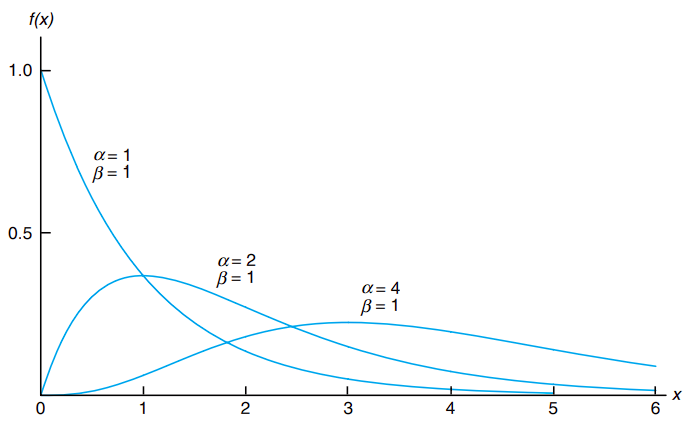 f(x)
1.0
α = 1
β = 1
0.5
α = 2
β = 1
α = 4
β = 1
0 1 2 3 4 5 6 x